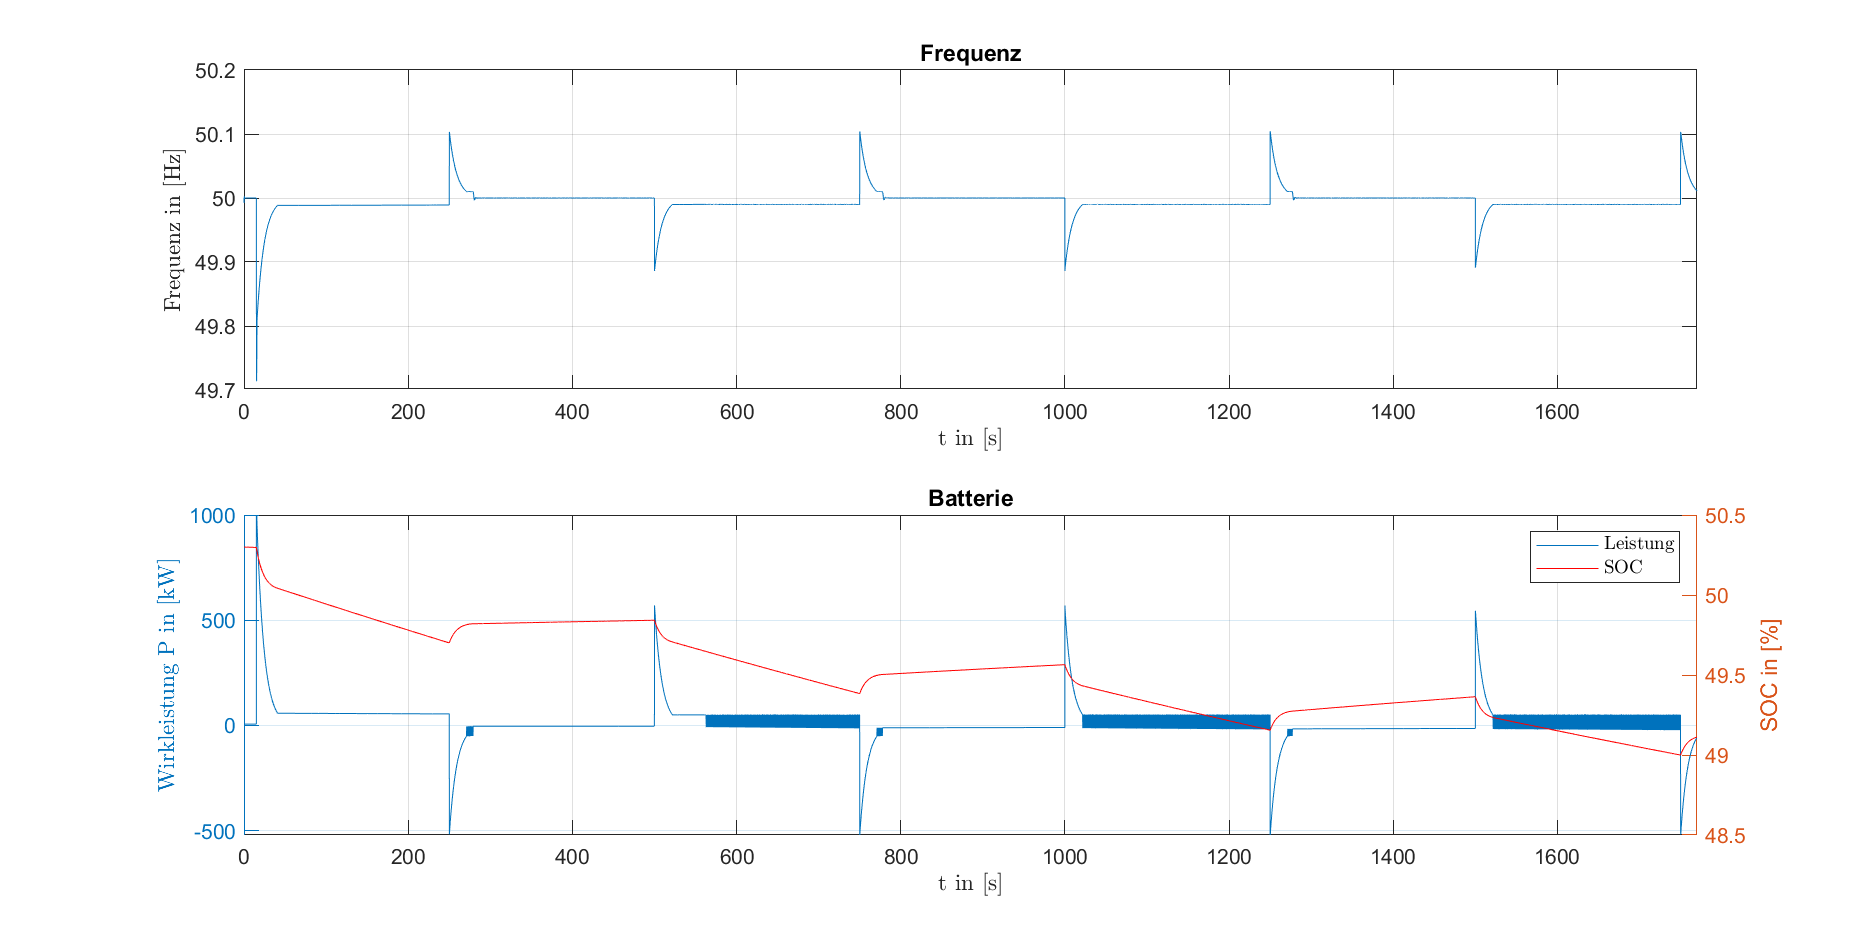 Frequenz
50.2
50.1
50
49.9
49.8
49.7
Frequenz in [Hz]
0 200 400 600 800 1000 1200 1400 1600
t in [s]
Batterie
1000
500
0
-500
Wirkleistung P in [kW]
Leistung
SOC
50.5
50
49.5
49
48.5
SOC in [%]
0 200 400 600 800 1000 1200 1400 1600
t in [s]